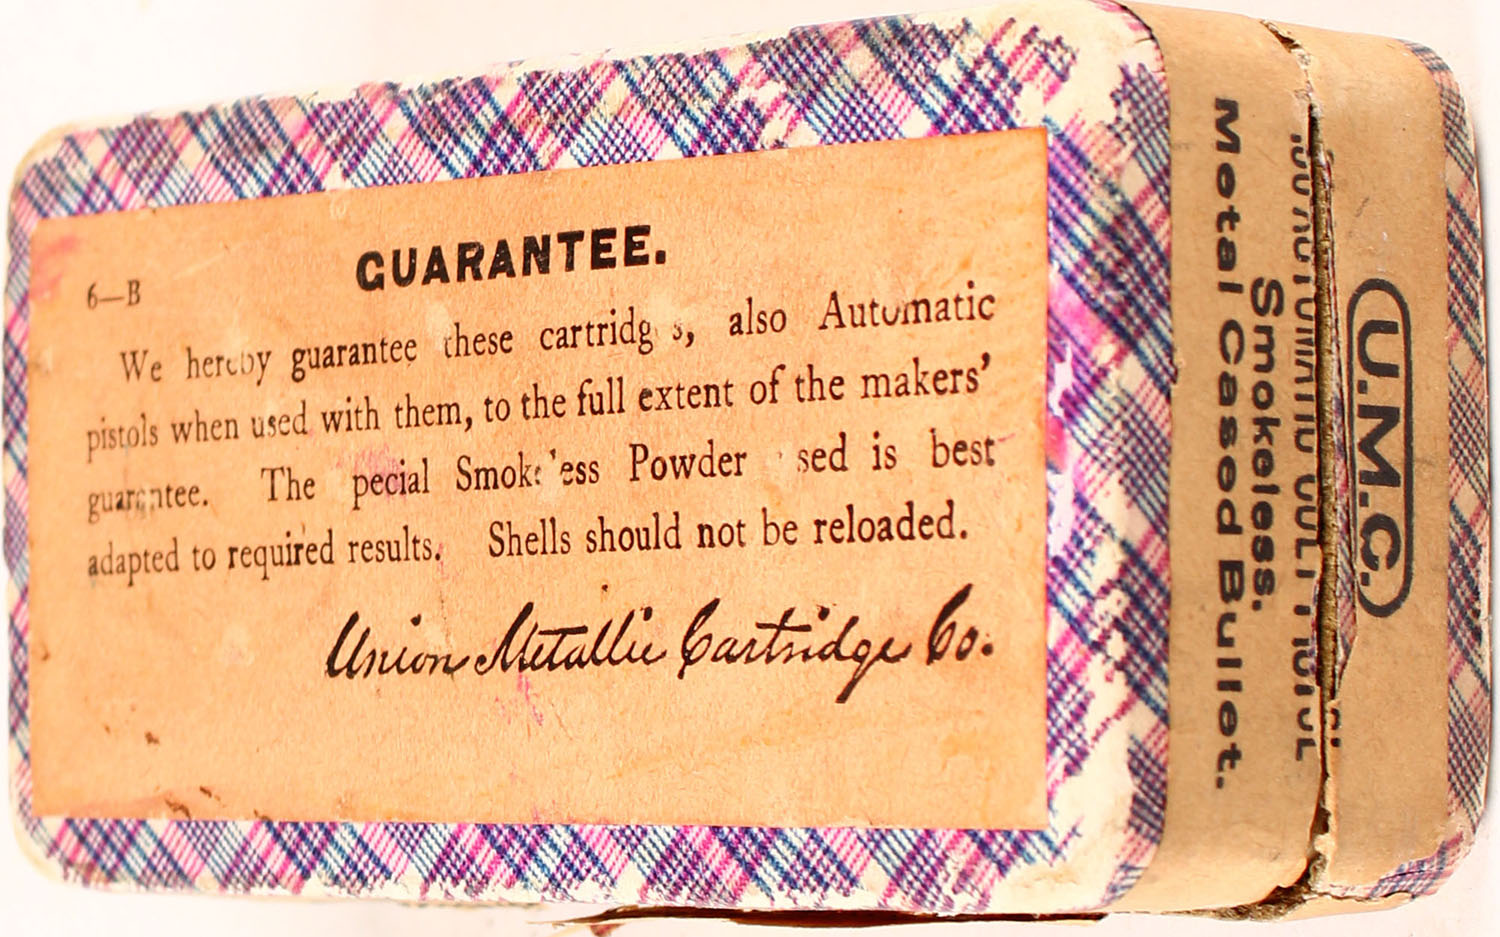 GUARANTEE.
6—B
We hereby guarantee these cartridg s, also Automatic
pistols when used with them, to the full extent of the makers'
guarantee. The pecial Smokeless Powder sed is best
adapted to required results. Shells should not be reloaded.
Union Metallic Cartridge Co.
U.M.C.
Smokeless.
Metal Cased Bullet.